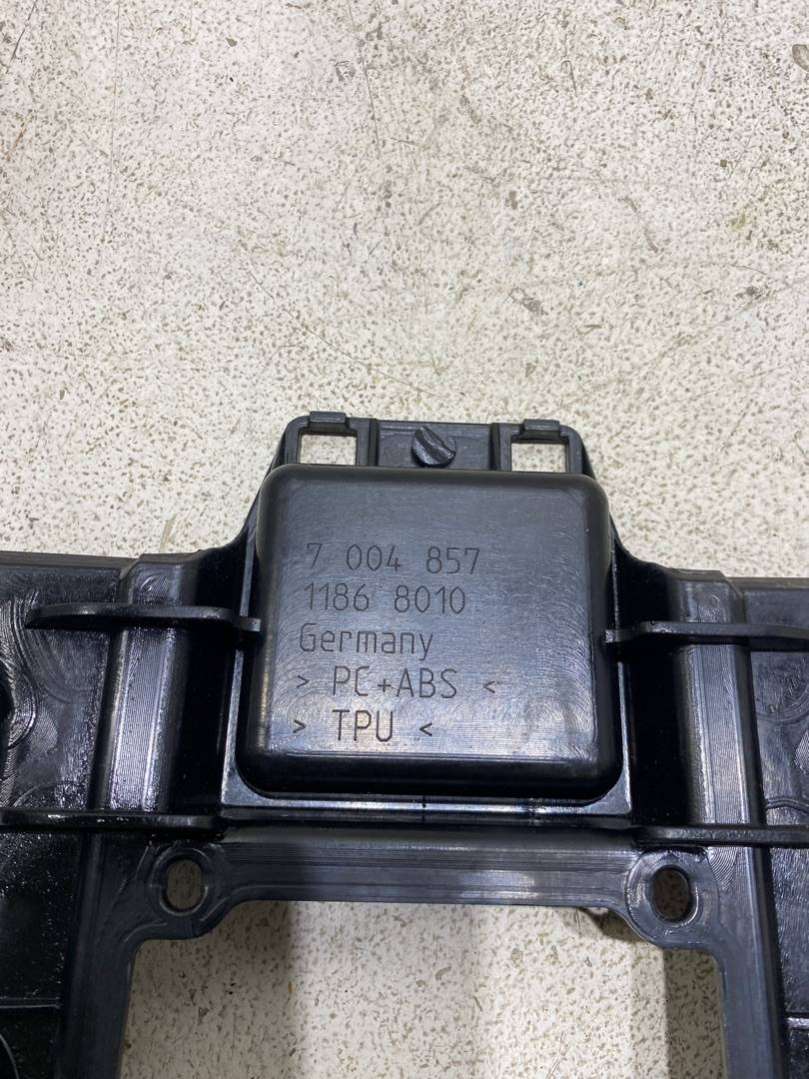 7 004 857
1186 8010
Germany
> PC+ABS <
> TPU <